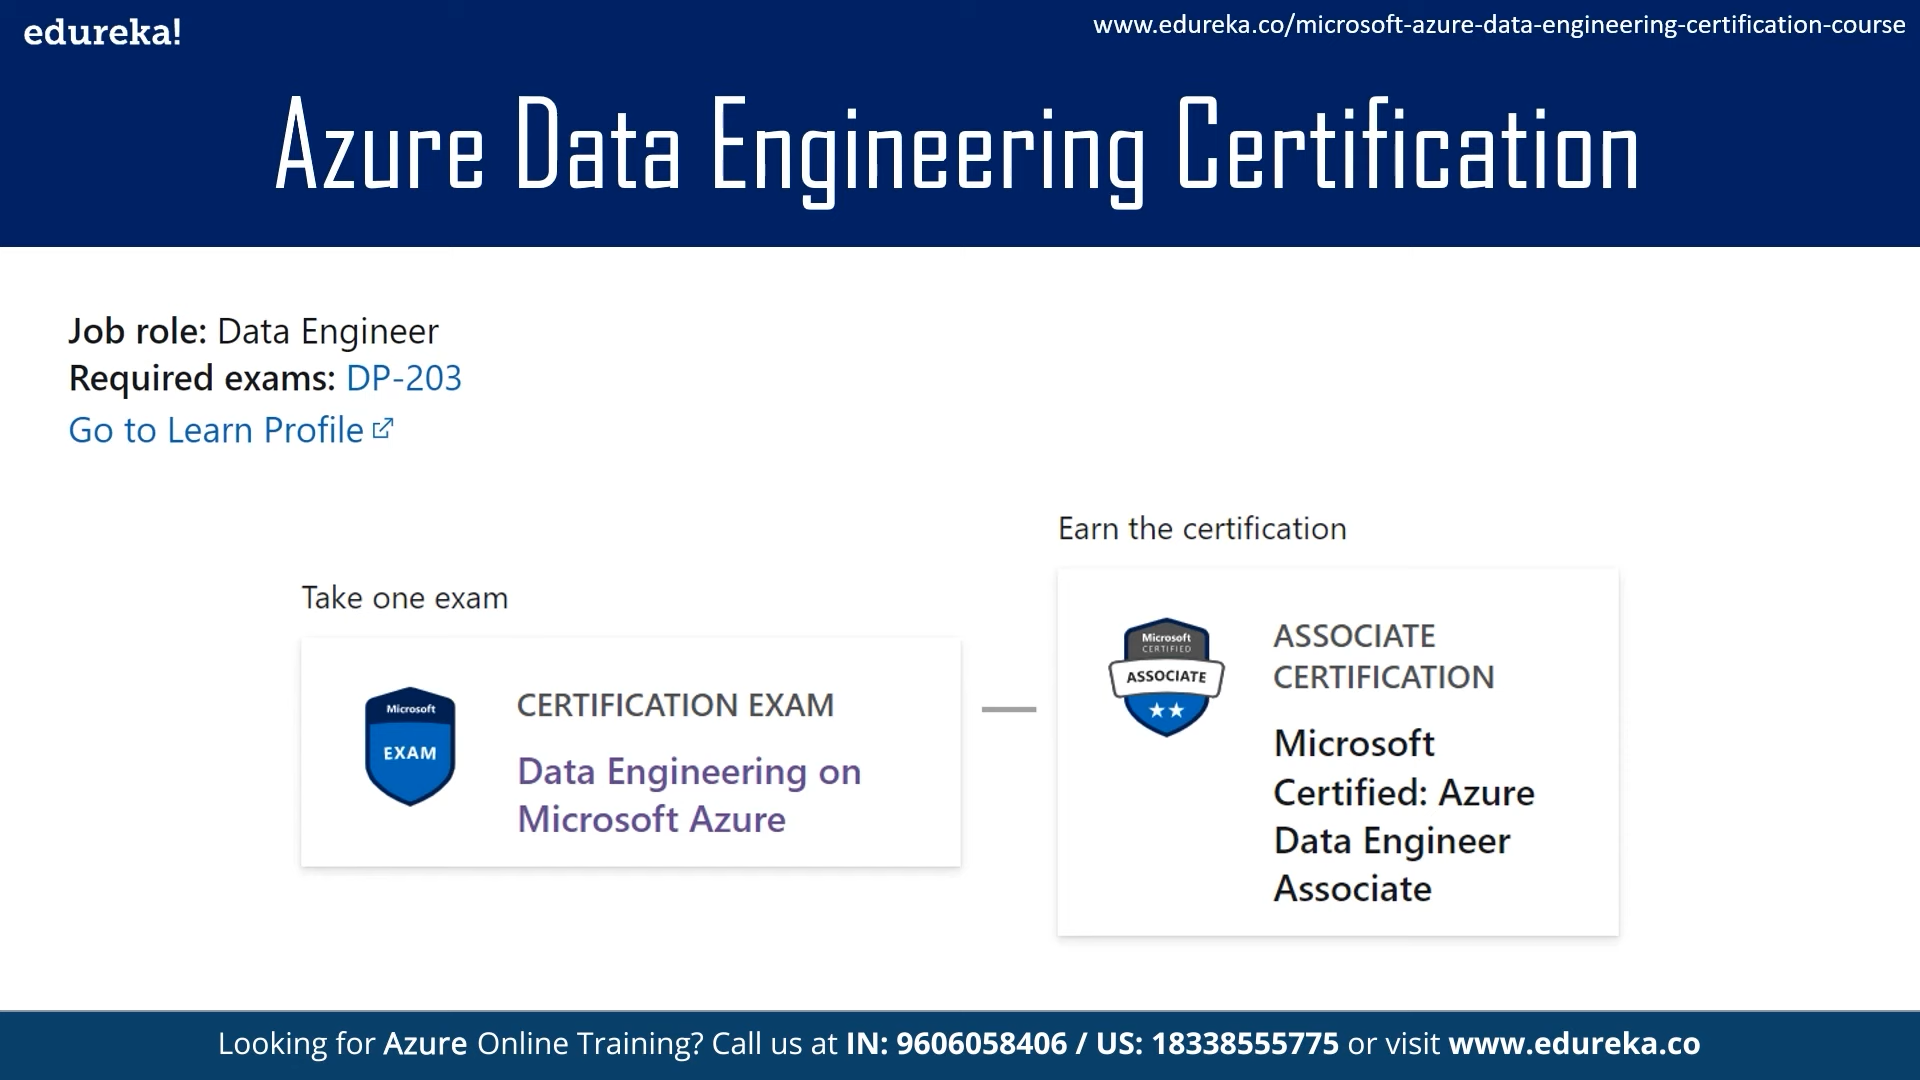 edureka!
www.edureka.co/microsoft-azure-data-engineering-certification-course
Azure Data Engineering Certification
Job role: Data Engineer
Required exams: DP-203
Go to Learn Profile
Take one exam
Microsoft
EXAM
CERTIFICATION EXAM
Data Engineering on
Microsoft Azure
Earn the certification
Microsoft
CERTIFIED
ASSOCIATE
ASSOCIATE
CERTIFICATION
Microsoft
Certified: Azure
Data Engineer
Associate
Looking for Azure Online Training? Call us at IN: 9606058406 / US: 18338555775 or visit www.edureka.co